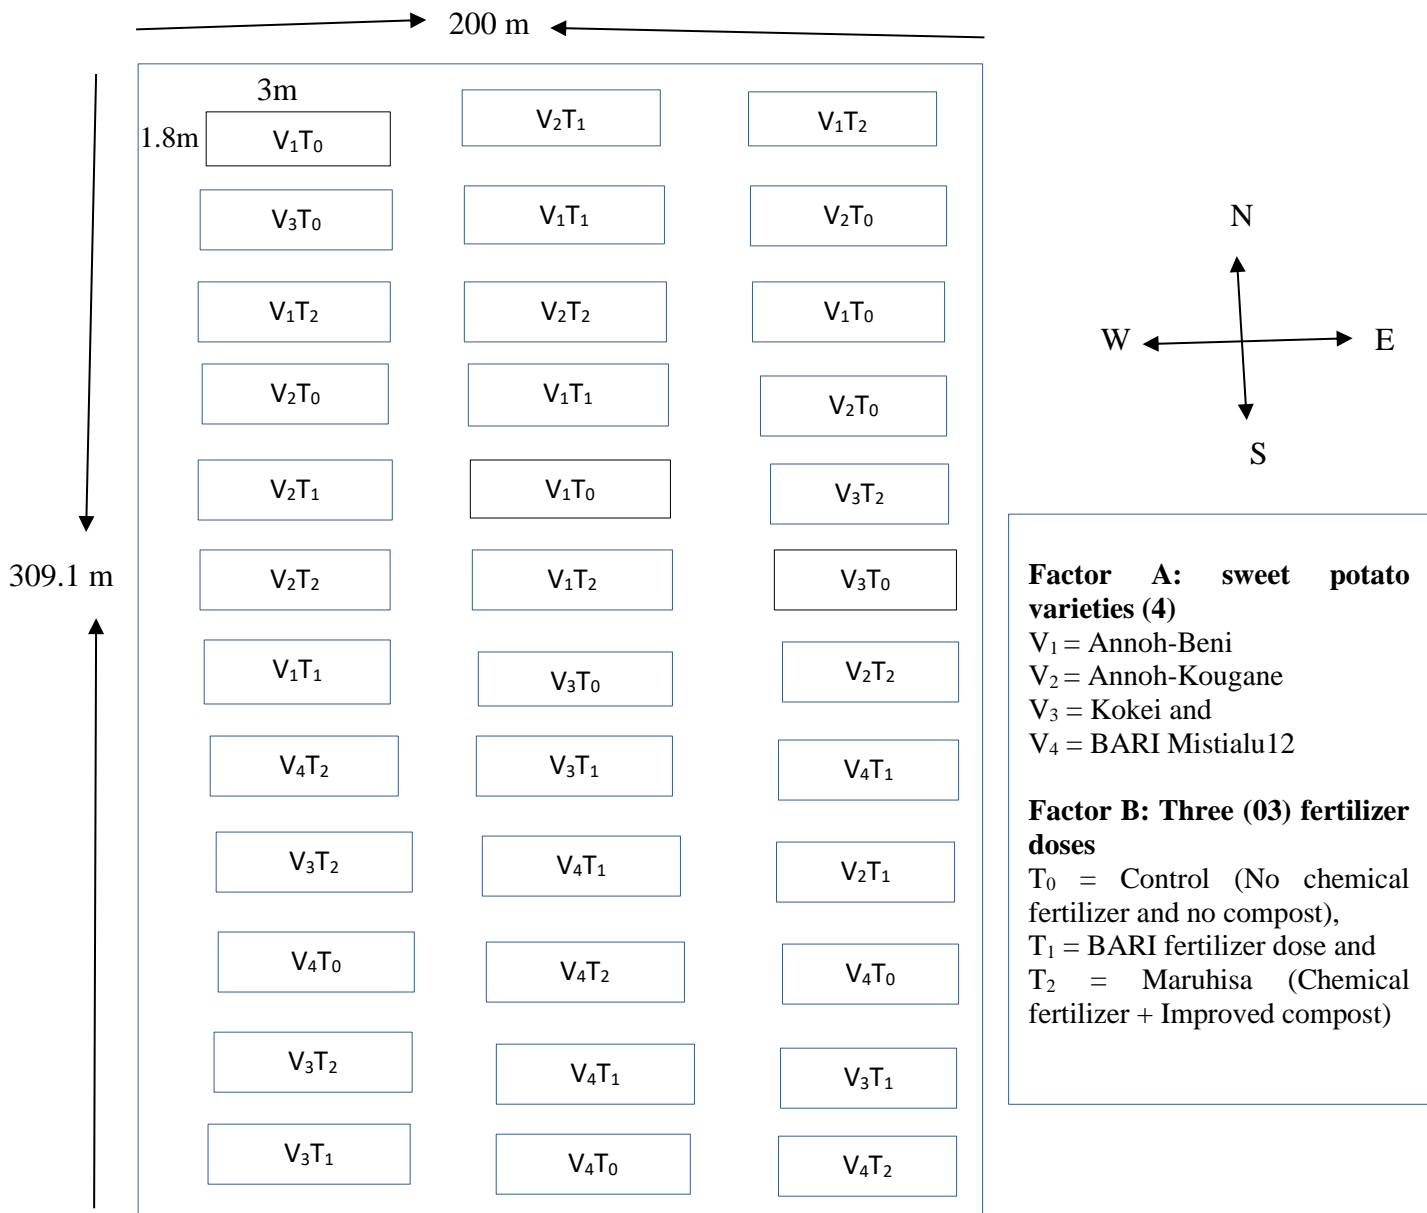 200 m
3m
1.8m
V₁T₀ V₂T₁ V₁T₂
V₃T₀ V₁T₁ V₂T₀
V₁T₂ V₂T₂ V₁T₀
V₂T₀ V₁T₁ V₂T₀
V₂T₁ V₁T₀ V₃T₂
309.1 m
V₂T₂ V₁T₂ V₃T₀
V₁T₁ V₃T₀ V₂T₂
V₄T₂ V₃T₁ V₄T₁
V₃T₂ V₄T₁ V₂T₁
V₄T₀ V₄T₂ V₄T₀
V₃T₂ V₄T₁ V₃T₁
V₃T₁ V₄T₀ V₄T₂
N
W E
S
Factor A: sweet potato
varieties (4)
V₁ = Annoh-Beni
V₂ = Annoh-Kougane
V₃ = Kokei and
V₄ = BARI Mistialu12
Factor B: Three (03) fertilizer
doses
T₀ = Control (No chemical
fertilizer and no compost),
T₁ = BARI fertilizer dose and
T₂ = Maruhisa (Chemical
fertilizer + Improved compost)